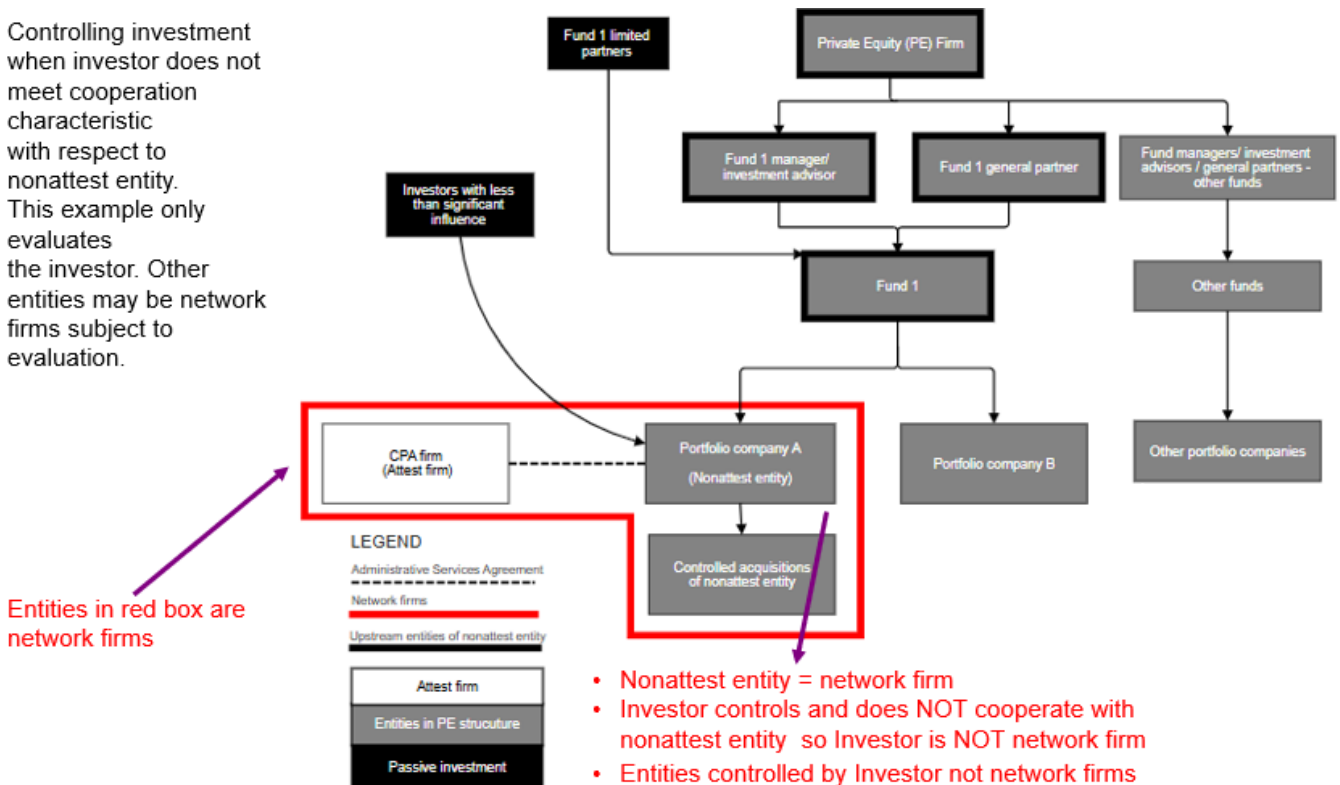 Controlling investment
when investor does not
meet cooperation
characteristic
with respect to
nonattest entity.
This example only
evaluates
the investor. Other
entities may be network
firms subject to
evaluation.
Fund 1 limited
partners
Private Equity (PE) Firm
Fund 1 manager/
investment advisor
Fund 1 general partner
Fund managers/ investment
advisors / general partners -
other funds
Investors with less
than significant
influence
Fund 1
Other funds
CPA firm
(Attest firm)
Portfolio company A
(Nonattest entity)
Portfolio company B
Other portfolio companies
Controlled acquisitions
of nonattest entity
LEGEND
Administrative Services Agreement
Network firms
Upstream entities of nonattest entity
Attest firm
Entities in PE strucuture
Passive investment
Entities in red box are
network firms
• Nonattest entity = network firm
• Investor controls and does NOT cooperate with
nonattest entity so Investor is NOT network firm
• Entities controlled by Investor not network firms